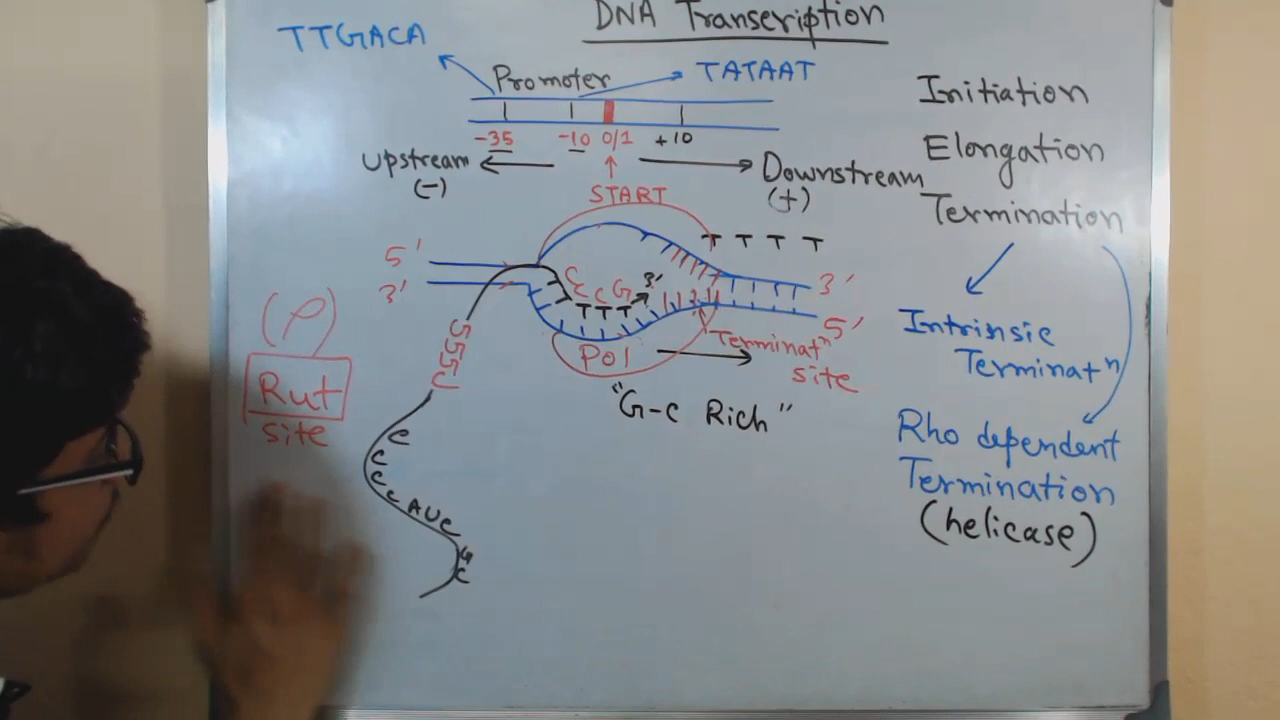 DNA Transcription
TTGACA
Promoter
TATAAT
-35 -10 0/1 +10
Upstream
(-)
Downstream
(+)
START
Initiation
Elongation
Termination
T T T T
5'
3'
3'
5'
C C C G 3'
T T T
Pol
Terminatⁿ
site
"G-C Rich"
(ρ)
Rut
site
C
C
C
C A U C
G
C
Intrinsic
Terminatⁿ
Rho dependent
Termination
(helicase)